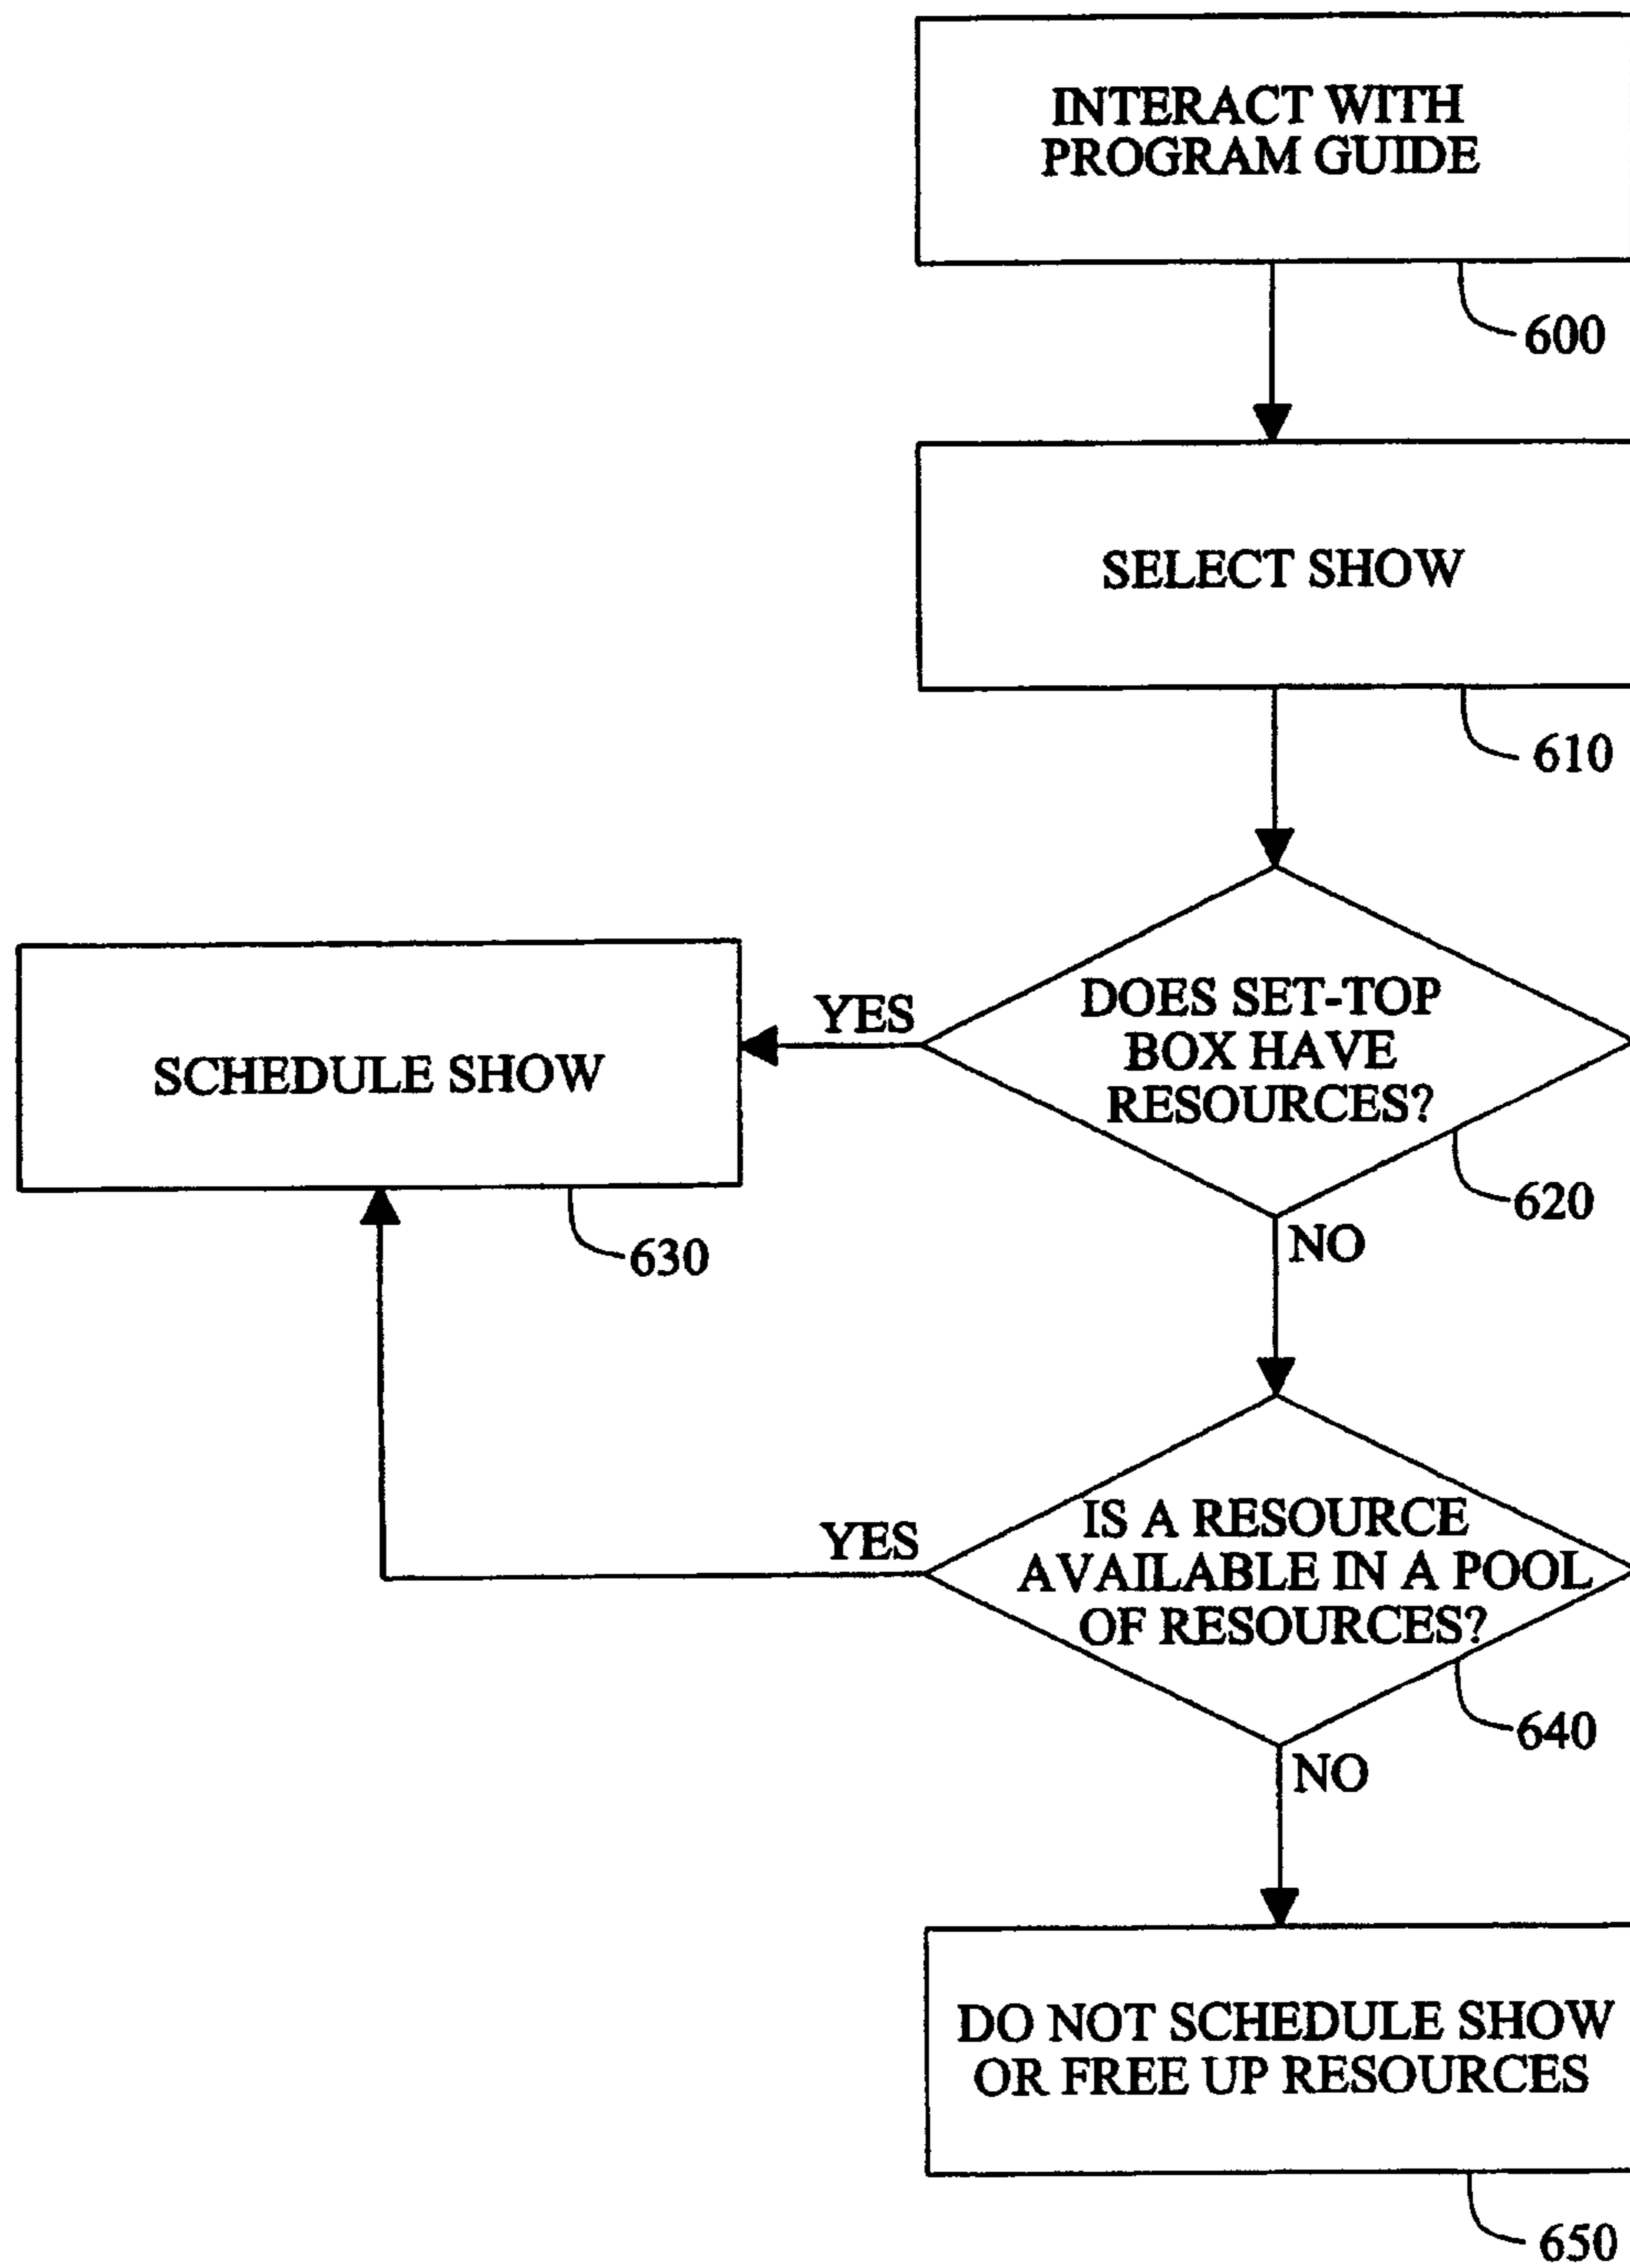 INTERACT WITH
PROGRAM GUIDE
600
SELECT SHOW
610
DOES SET-TOP
BOX HAVE
RESOURCES?
620
YES
SCHEDULE SHOW
630
NO
IS A RESOURCE
AVAILABLE IN A POOL
OF RESOURCES?
640
YES
NO
DO NOT SCHEDULE SHOW
OR FREE UP RESOURCES
650